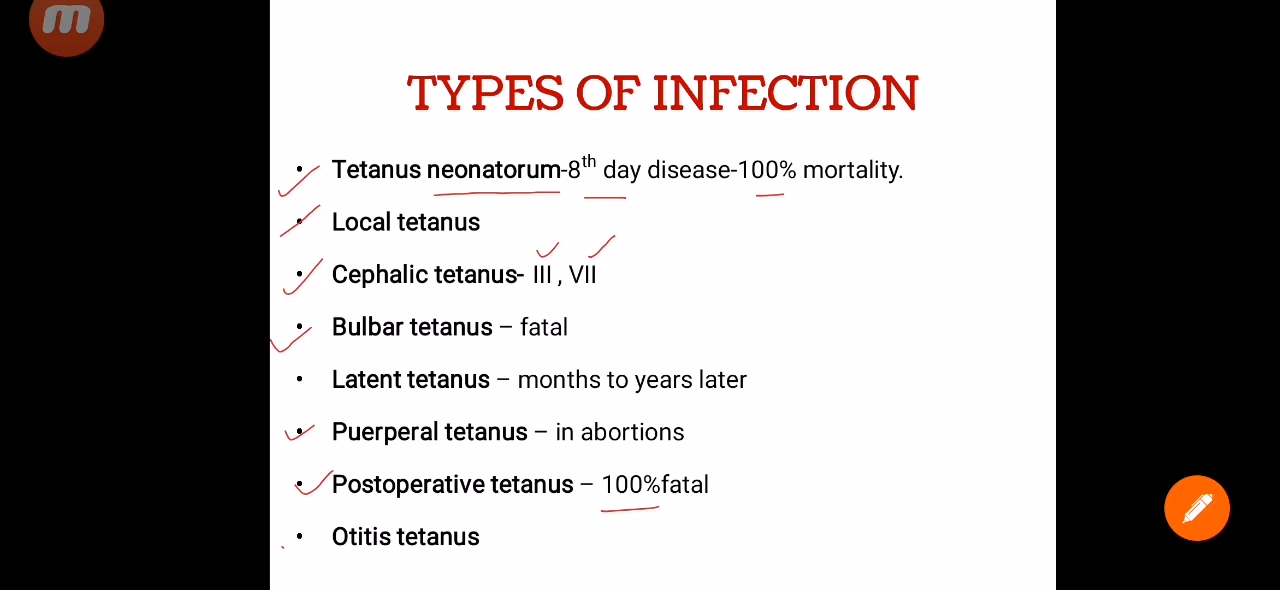 m
TYPES OF INFECTION
• Tetanus neonatorum-8th day disease-100% mortality.
• Local tetanus
• Cephalic tetanus- III , VII
• Bulbar tetanus – fatal
• Latent tetanus – months to years later
• Puerperal tetanus – in abortions
• Postoperative tetanus – 100%fatal
• Otitis tetanus